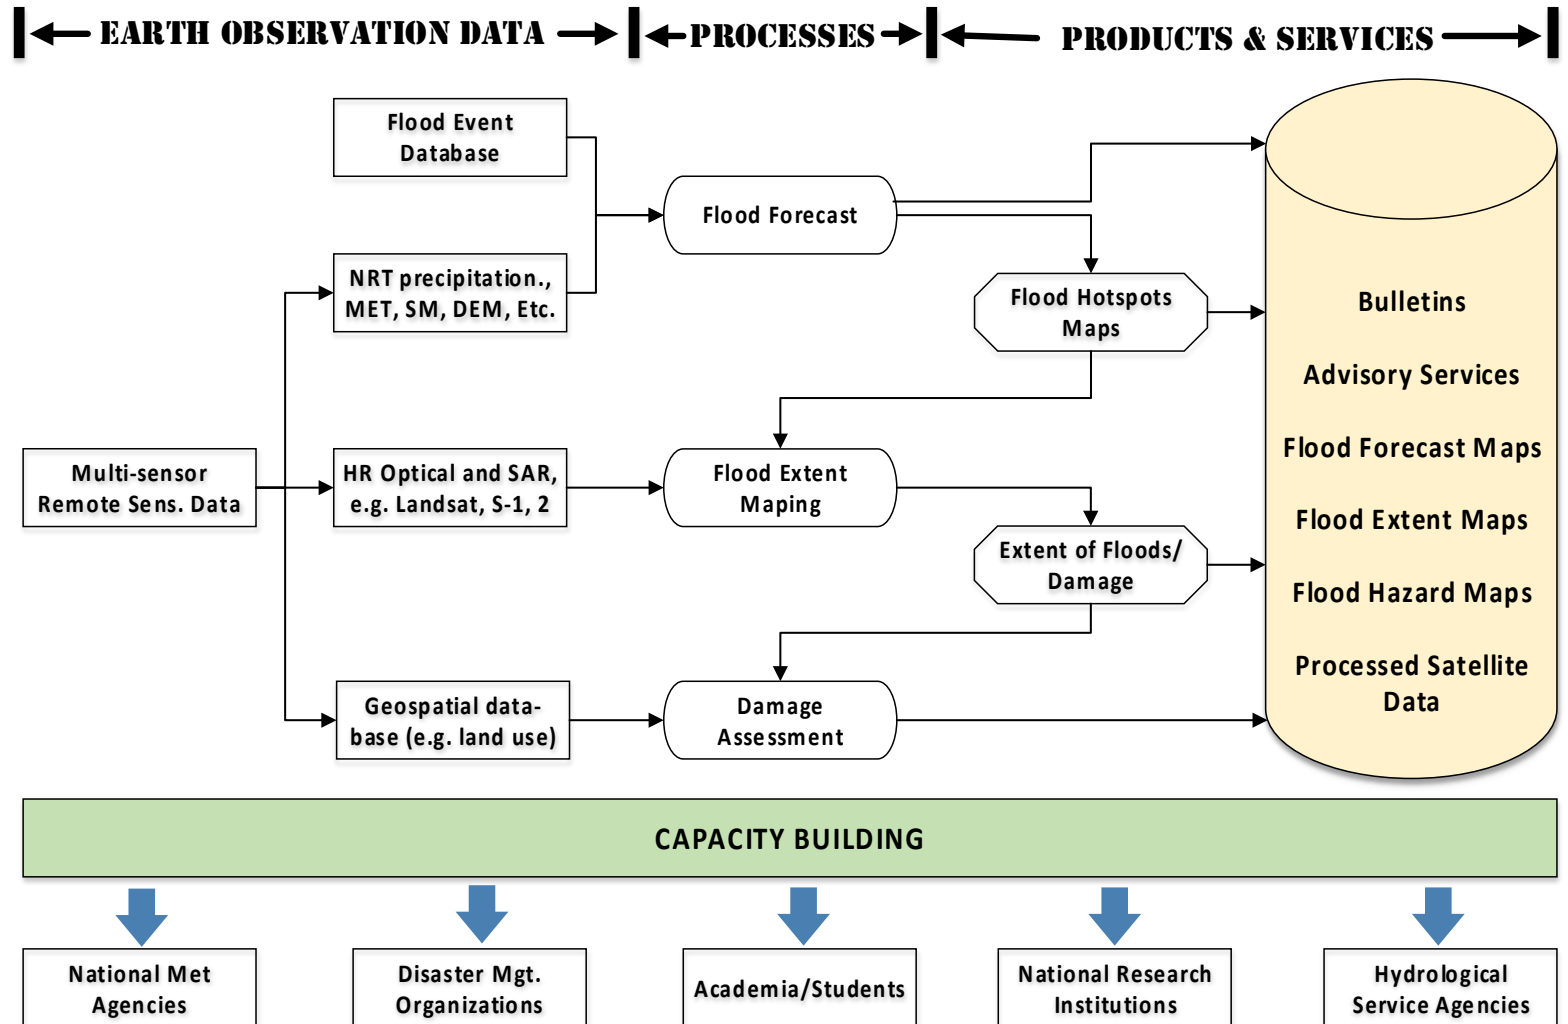 EARTH OBSERVATION DATA
PROCESSES
PRODUCTS & SERVICES
Flood Event
Database
Flood Forecast
NRT precipitation.,
MET, SM, DEM, Etc.
Flood Hotspots
Maps
Multi-sensor
Remote Sens. Data
HR Optical and SAR,
e.g. Landsat, S-1, 2
Flood Extent
Maping
Extent of Floods/
Damage
Geospatial data-
base (e.g. land use)
Damage
Assessment
Bulletins
Advisory Services
Flood Forecast Maps
Flood Extent Maps
Flood Hazard Maps
Processed Satellite
Data
CAPACITY BUILDING
National Met
Agencies
Disaster Mgt.
Organizations
Academia/Students
National Research
Institutions
Hydrological
Service Agencies